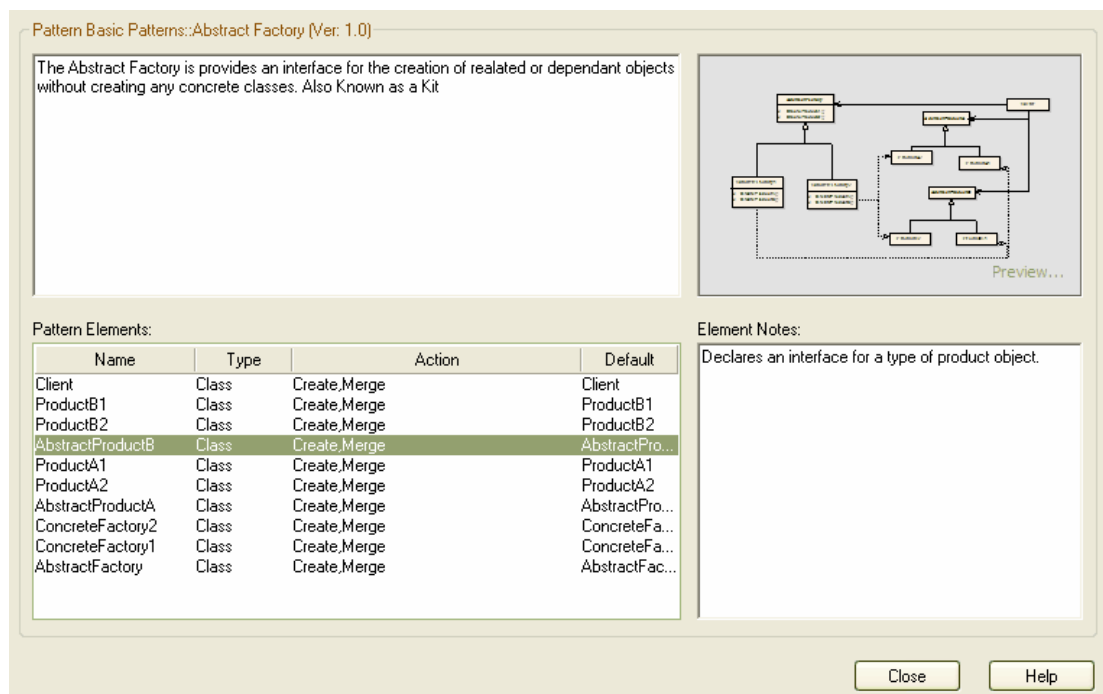 Pattern Basic Patterns::Abstract Factory (Ver: 1.0)
The Abstract Factory is provides an interface for the creation of realated or dependant objects
without creating any concrete classes. Also Known as a Kit
Preview...
Pattern Elements:
Name Type Action Default
Client Class Create,Merge Client
ProductB1 Class Create,Merge ProductB1
ProductB2 Class Create,Merge ProductB2
AbstractProductB Class Create,Merge AbstractPro...
ProductA1 Class Create,Merge ProductA1
ProductA2 Class Create,Merge ProductA2
AbstractProductA Class Create,Merge AbstractPro...
ConcreteFactory2 Class Create,Merge ConcreteFa...
ConcreteFactory1 Class Create,Merge ConcreteFa...
AbstractFactory Class Create,Merge AbstractFac...
Element Notes:
Declares an interface for a type of product object.
Close Help